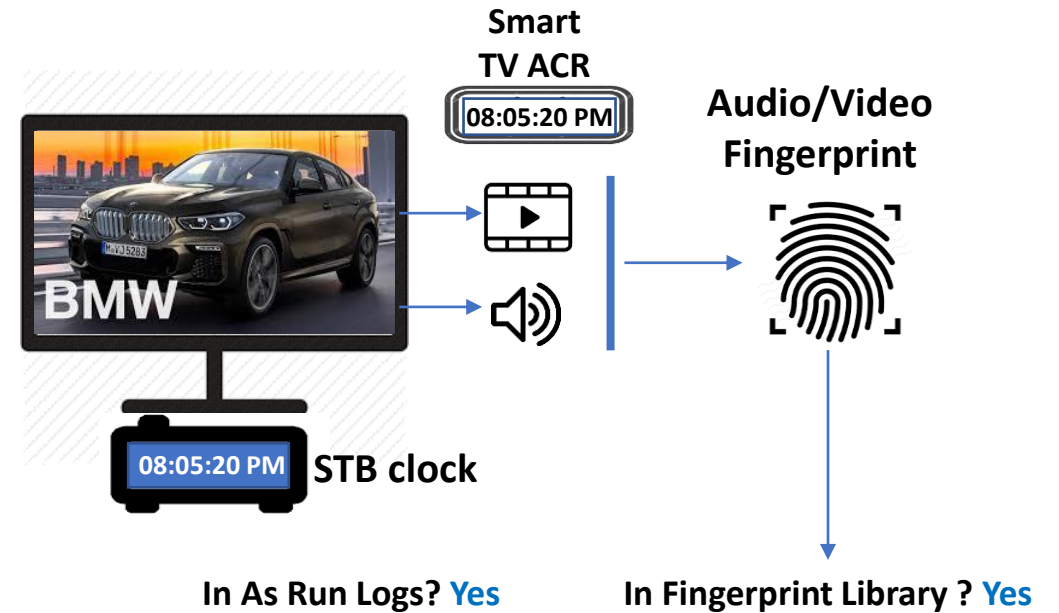 Smart
TV ACR
08:05:20 PM
Audio/Video
Fingerprint
BMW
08:05:20 PM
STB clock
In As Run Logs? Yes
In Fingerprint Library ? Yes